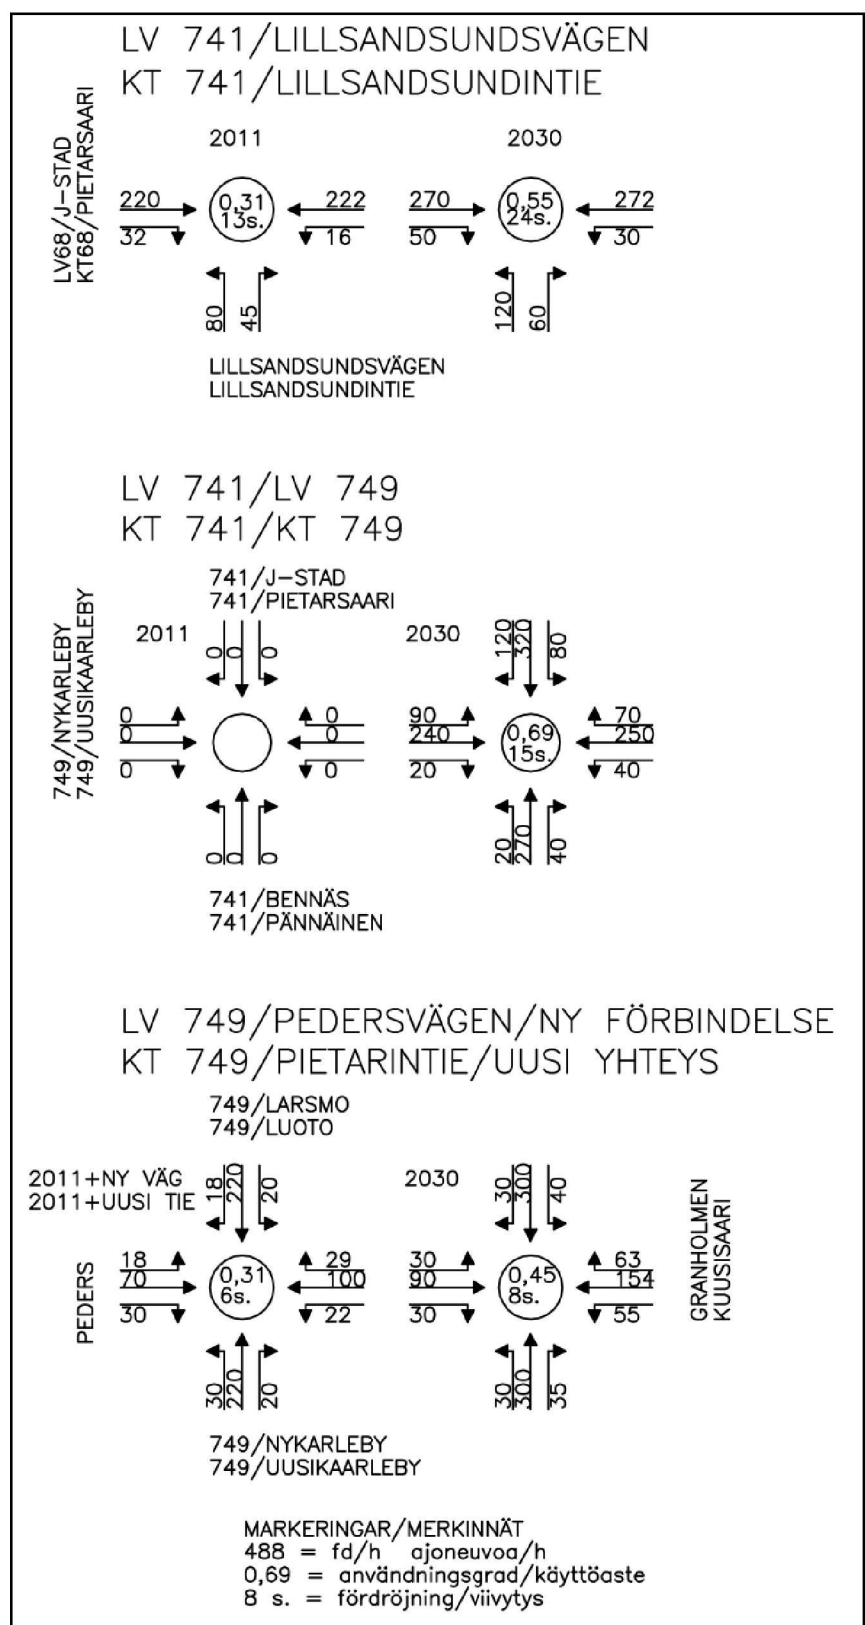 LV 741/LILLSANDSUNDSVÄGEN
KT 741/LILLSANDSUNDINTIE
LV68/J-STAD
KT68/PIETARSAARI
2011
2030
220
0,31
13s.
222
32
16
80
45
270
0,55
24s.
272
50
30
120
60
LILLSANDSUNDSVÄGEN
LILLSANDSUNDINTIE
LV 741/LV 749
KT 741/KT 749
741/J-STAD
741/PIETARSAARI
749/NYKARLEBY
749/UUSIKAARLEBY
2011
0
0
0
0
0
0
0
0
0
0
0
0
2030
120
320
80
90
240
20
0,69
15s.
70
250
40
20
270
40
741/BENNÄS
741/PÄNNÄINEN
LV 749/PEDERSVÄGEN/NY FÖRBINDELSE
KT 749/PIETARINTIE/UUSI YHTEYS
749/LARSMO
749/LUOTO
2011+NY VÄG
2011+UUSI TIE
18
220
20
PEDERS
18
70
30
0,31
6s.
29
100
22
30
220
20
2030
30
300
40
30
90
30
0,45
8s.
63
154
55
30
300
35
GRANHOLMEN
KUUSISAARI
749/NYKARLEBY
749/UUSIKAARLEBY
MARKERINGAR/MERKINNÄT
488 = fd/h ajoneuvoa/h
0,69 = användningsgrad/käyttöaste
8 s. = fördröjning/viivytys